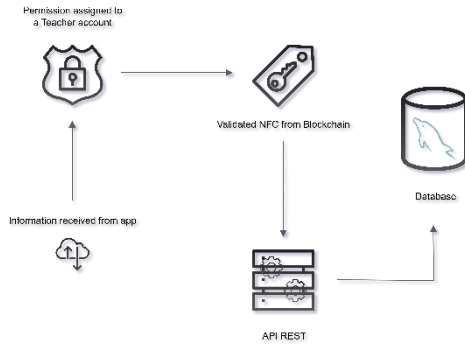 Permission assigned to
a Teacher account
Validated NFC from Blockchain
Database
Information received from app
API REST